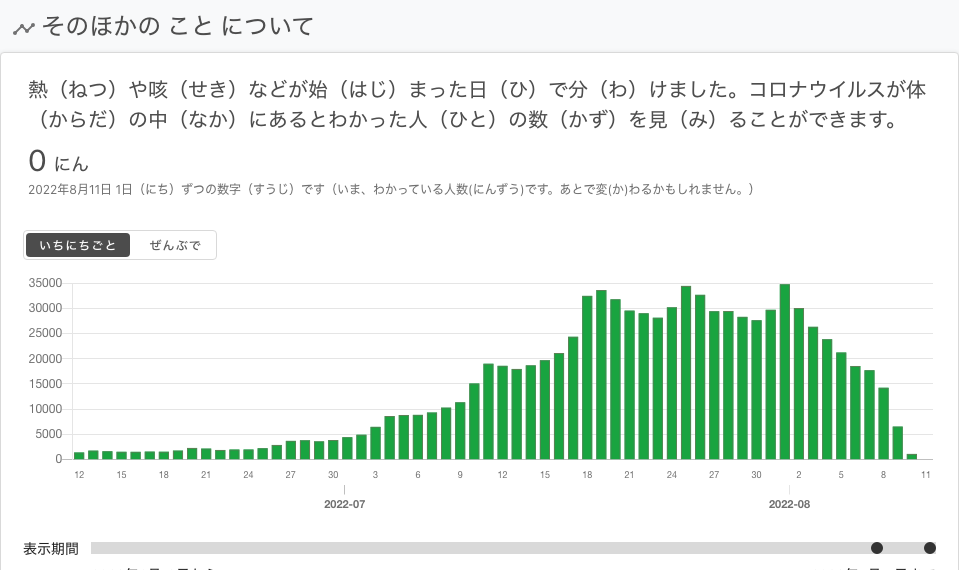 そのほかの こと について
熱（ねつ）や咳（せき）などが始（はじ）まった日（ひ）で分（わ）けました。コロナウイルスが体
（からだ）の中（なか）にあるとわかった人（ひと）の数（かず）を見（み）ることができます。
0 にん
2022年8月11日 1日（にち）ずつの数字（すうじ）です（いま、わかっている人数(にんずう)です。あとで変(か)わるかもしれません。）
いちにちごと ぜんぶで
35000
30000
25000
20000
15000
10000
5000
0
12 15 18 21 24 27 30 3 6 9 12 15 18 21 24 27 30 2 5 8 11
2022-07 2022-08
表示期間